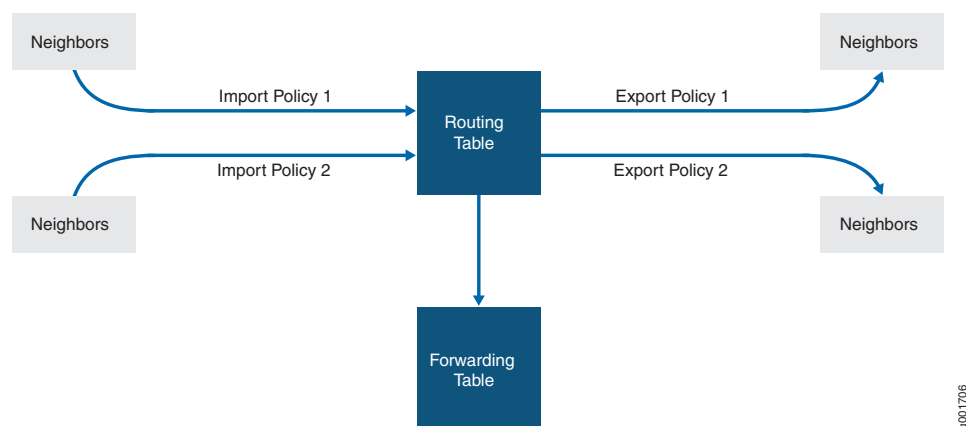 Neighbors
Neighbors
Import Policy 1
Export Policy 1
Routing
Table
Import Policy 2
Export Policy 2
Neighbors
Neighbors
Forwarding
Table
g001706